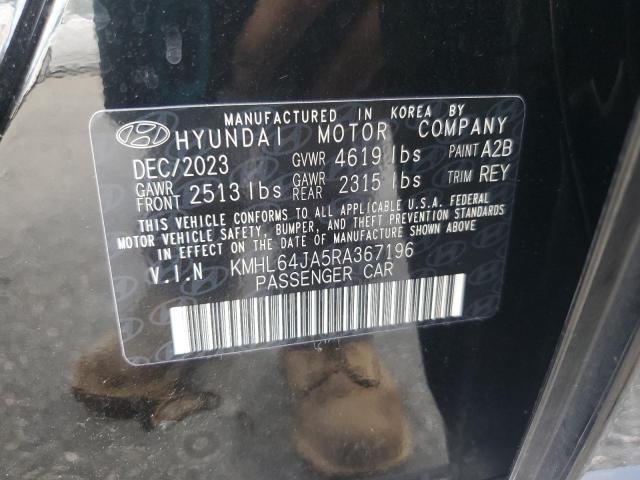 MANUFACTURED IN KOREA BY
HYUNDAI MOTOR COMPANY
DEC/2023 GVWR 4619 lbs PAINT A2B
GAWR FRONT 2513 lbs GAWR REAR 2315 lbs TRIM REY
THIS VEHICLE CONFORMS TO ALL APPLICABLE U.S.A. FEDERAL
MOTOR VEHICLE SAFETY, BUMPER, AND THEFT PREVENTION STANDARDS
IN EFFECT ON THE DATE OF MANUFACTURE SHOWN ABOVE.
V.I.N KMHL64JA5RA367196
PASSENGER CAR